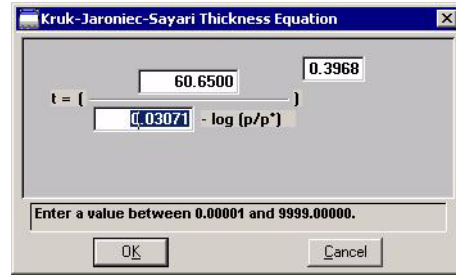 Kruk-Jaroniec-Sayari Thickness Equation
60.6500
0.3968
t = (
)
0.03071 - log (p/p*)
Enter a value between 0.00001 and 9999.00000.
OK
Cancel